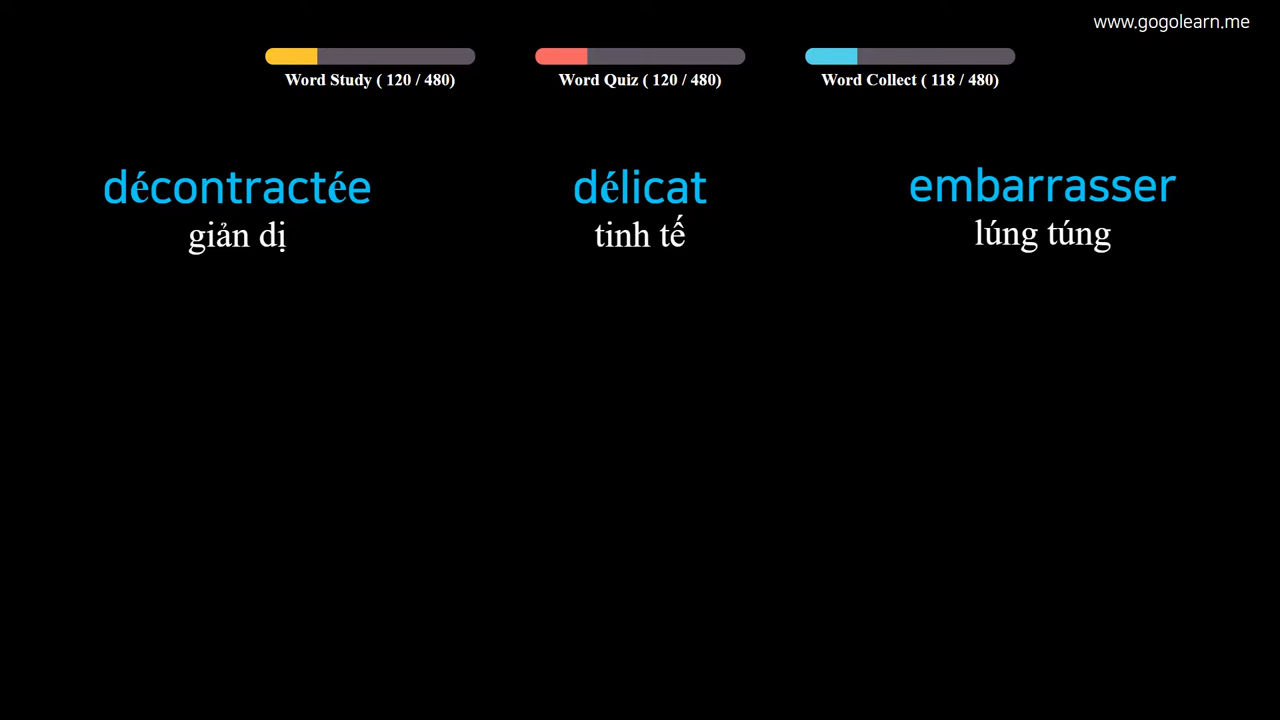 www.gogolearn.me
Word Study ( 120 / 480)
Word Quiz ( 120 / 480)
Word Collect ( 118 / 480)
décontractée
giản dị
délicat
tinh tế
embarrasser
lúng túng